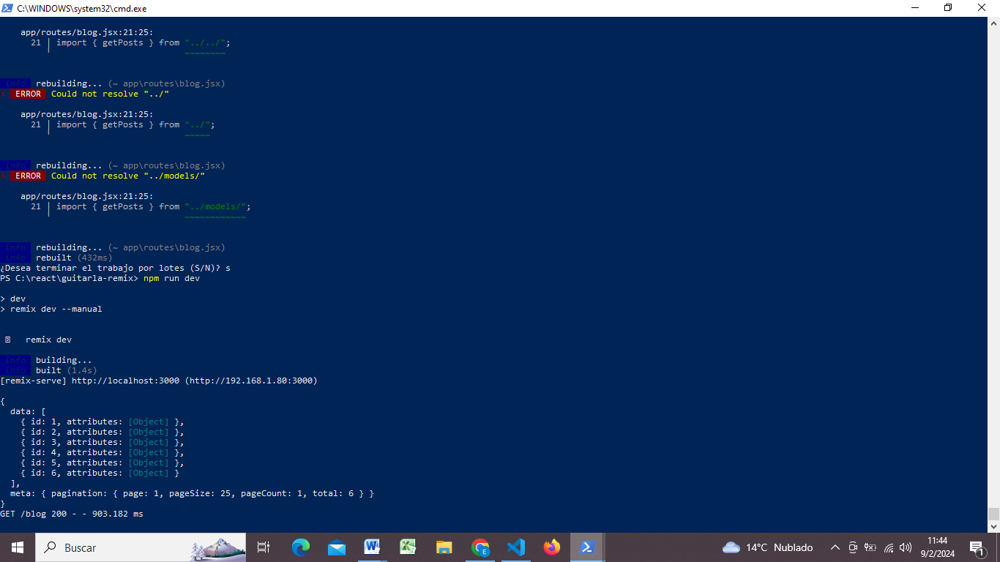 C:\WINDOWS\system32\cmd.exe
app/routes/blog.jsx:21:25:
21 │ import { getPosts } from "../../";
~~~~~~~~
info rebuilding... (~ app\routes\blog.jsx)
X ERROR Could not resolve "../"
app/routes/blog.jsx:21:25:
21 │ import { getPosts } from "../";
~~~~~
info rebuilding... (~ app\routes\blog.jsx)
X ERROR Could not resolve "../models/"
app/routes/blog.jsx:21:25:
21 │ import { getPosts } from "../models/";
~~~~~~~~~~~~
info rebuilding... (~ app\routes\blog.jsx)
info rebuilt (432ms)
¿Desea terminar el trabajo por lotes (S/N)? s
PS C:\react\guitarla-remix> npm run dev
> dev
> remix dev --manual
remix dev
info building...
info built (1.4s)
[remix-serve] http://localhost:3000 (http://192.168.1.80:3000)
{
data: [
{ id: 1, attributes: [Object] },
{ id: 2, attributes: [Object] },
{ id: 3, attributes: [Object] },
{ id: 4, attributes: [Object] },
{ id: 5, attributes: [Object] },
{ id: 6, attributes: [Object] }
],
meta: { pagination: { page: 1, pageSize: 25, pageCount: 1, total: 6 } }
}
GET /blog 200 - - 903.182 ms
Buscar
14°C Nublado
11:44
9/2/2024
1